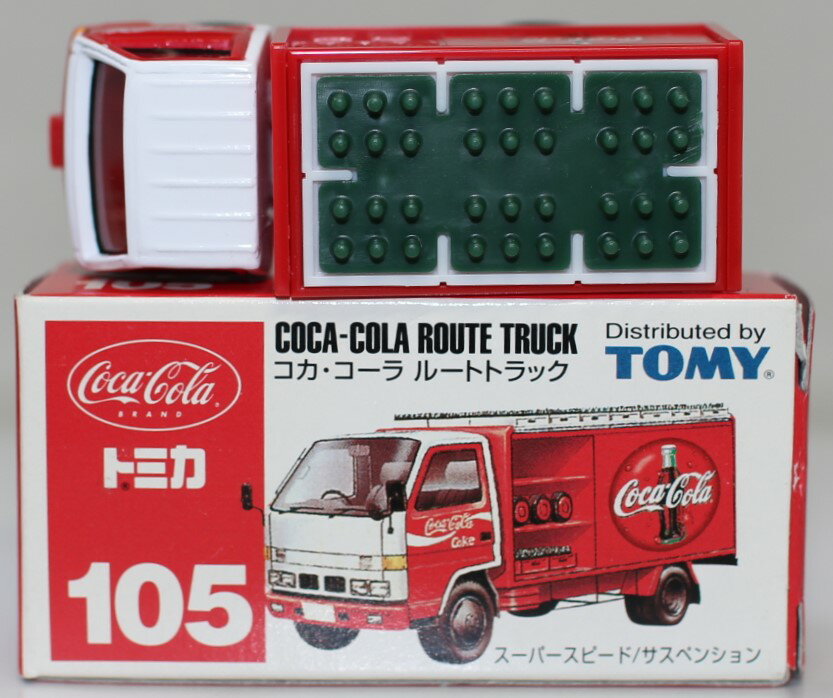 105
COCA-COLA ROUTE TRUCK
コカ・コーラ ルートトラック
Distributed by
TOMY®
Coca-Cola
BRAND
トミカ
105
Coca-Cola
Coke
Coca-Cola
スーパースピード/サスペンション